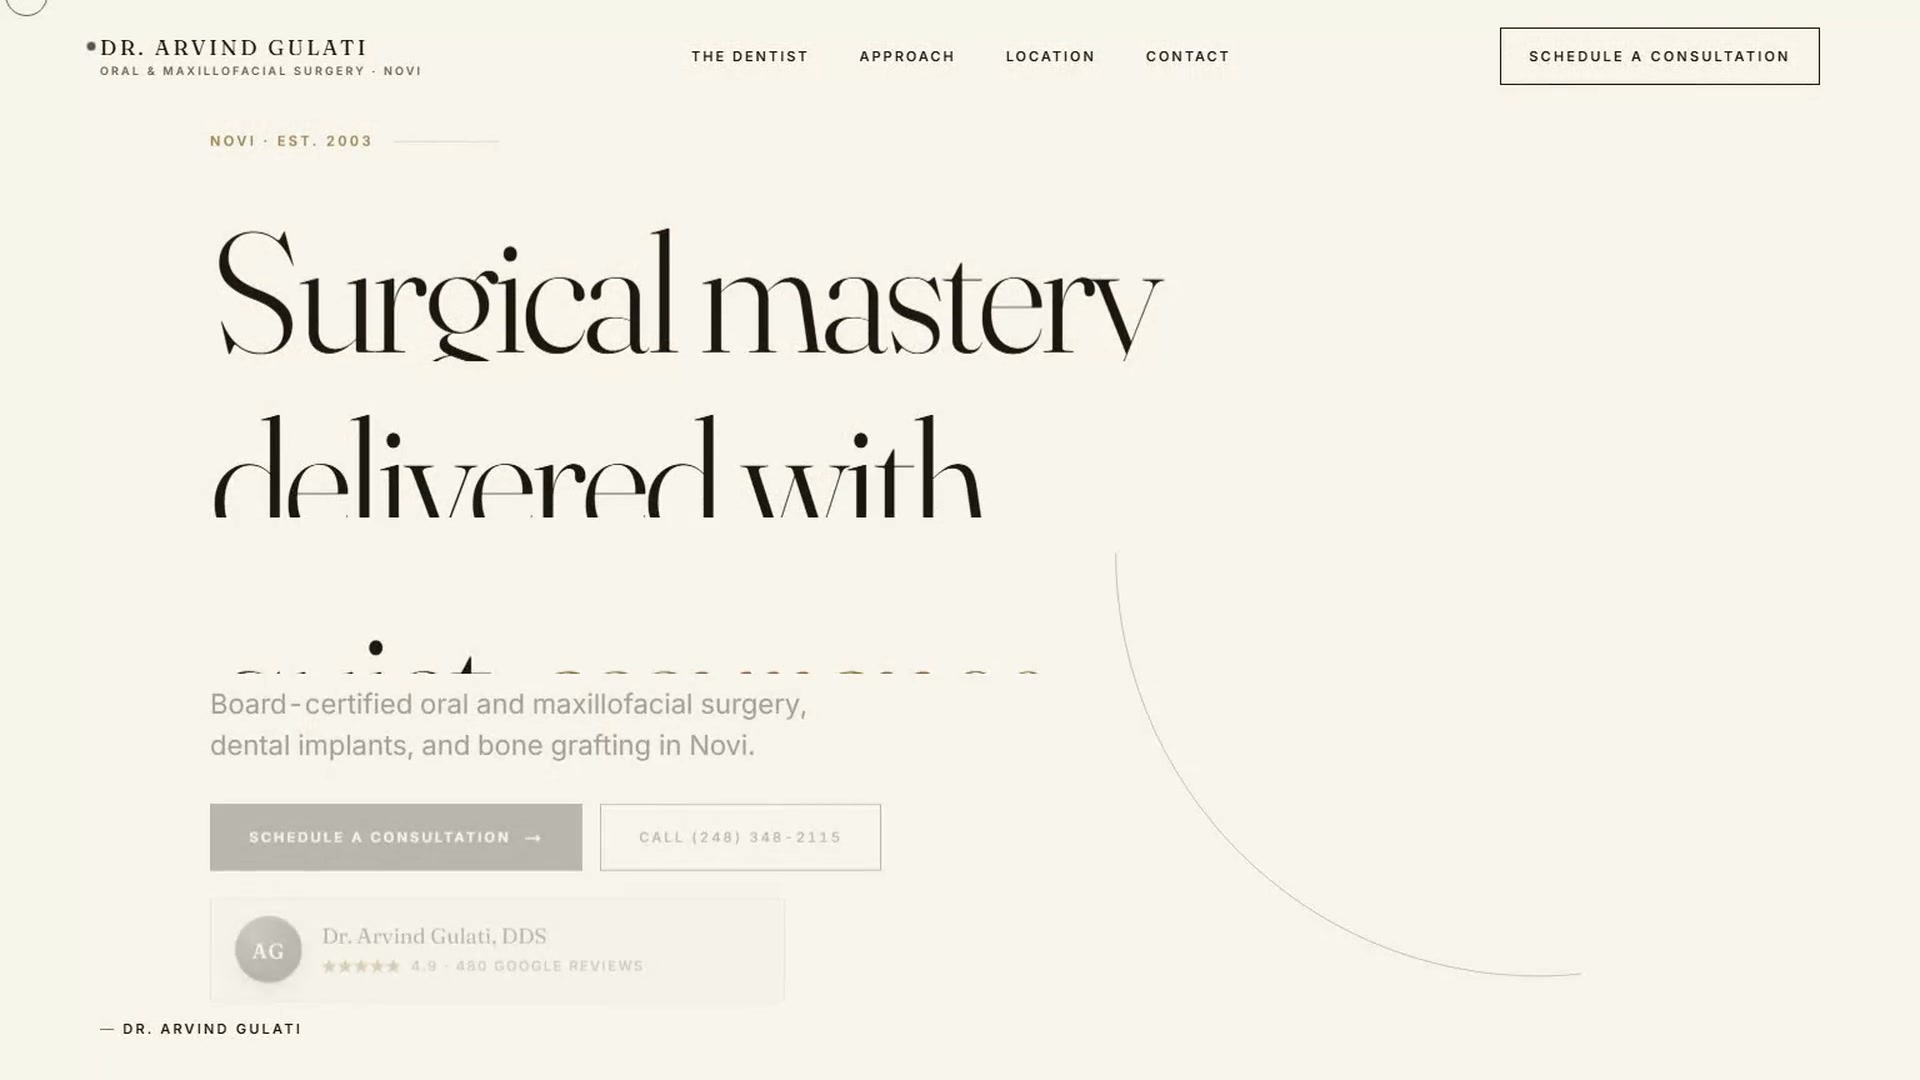 DR. ARVIND GULATI
ORAL & MAXILLOFACIAL SURGERY · NOVI
THE DENTIST
APPROACH
LOCATION
CONTACT
SCHEDULE A CONSULTATION
NOVI · EST. 2003
Surgical mastery
delivered with
Board-certified oral and maxillofacial surgery,
dental implants, and bone grafting in Novi.
SCHEDULE A CONSULTATION →
CALL (248) 348-2115
AG
Dr. Arvind Gulati, DDS
★★★★★ 4.9 · 480 GOOGLE REVIEWS
— DR. ARVIND GULATI